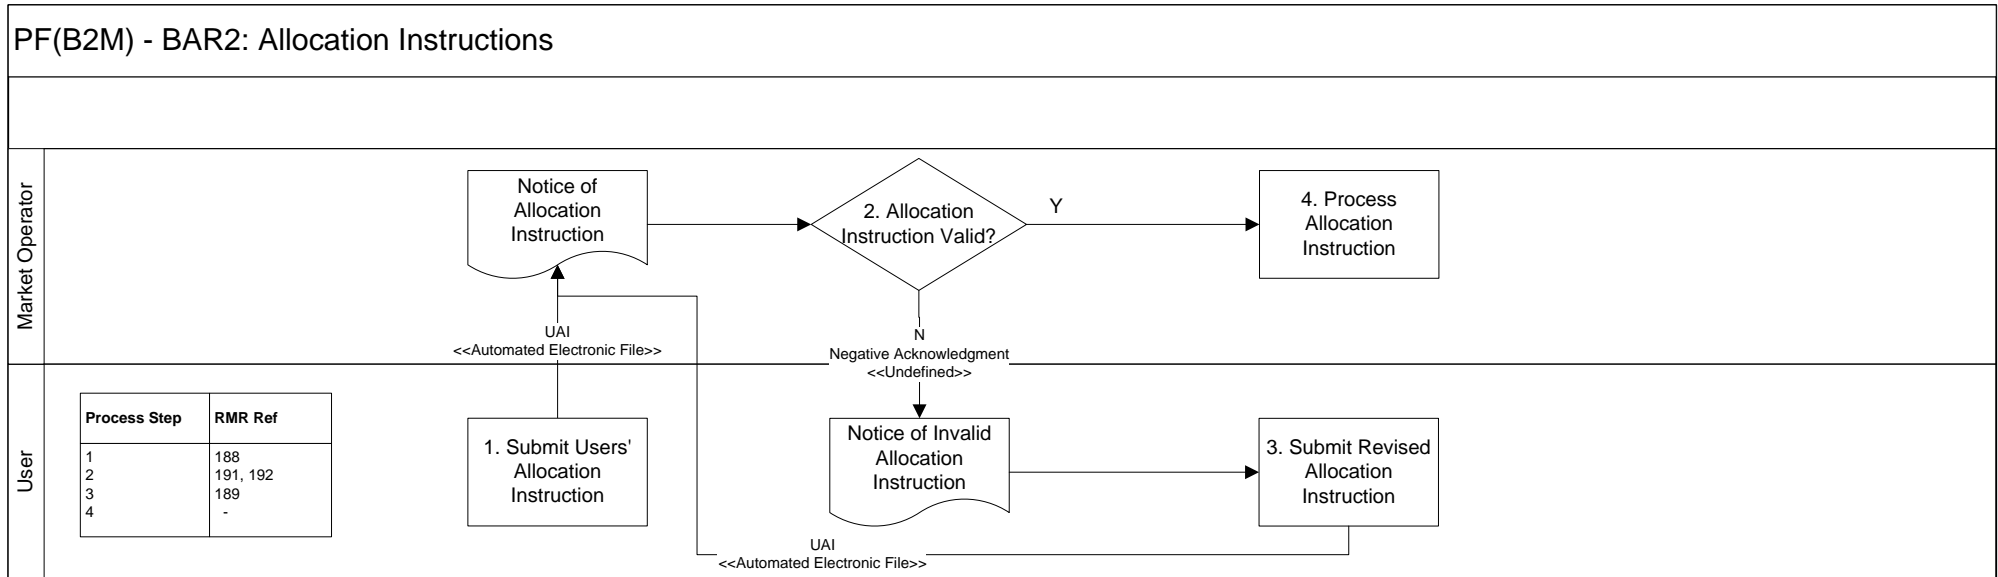 PF(B2M) - BAR2: Allocation Instructions
Market Operator
Notice of
Allocation
Instruction
2. Allocation
Instruction Valid?
Y
4. Process
Allocation
Instruction
UAI
<<Automated Electronic File>>
N
Negative Acknowledgment
<<Undefined>>
User
Process Step RMR Ref
1 188
2 191, 192
3 189
4 -
1. Submit Users'
Allocation
Instruction
Notice of Invalid
Allocation
Instruction
3. Submit Revised
Allocation
Instruction
UAI
<<Automated Electronic File>>